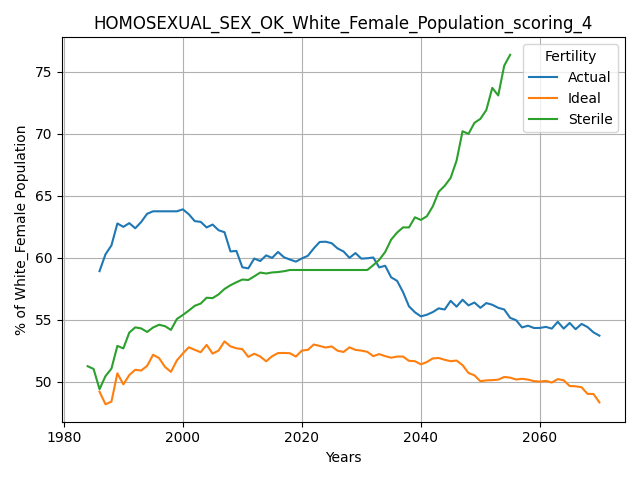 HOMOSEXUAL_SEX_OK_White_Female_Population_scoring_4
Fertility
Actual
Ideal
Sterile
% of White_Female Population
75
70
65
60
55
50
1980
2000
2020
2040
2060
Years